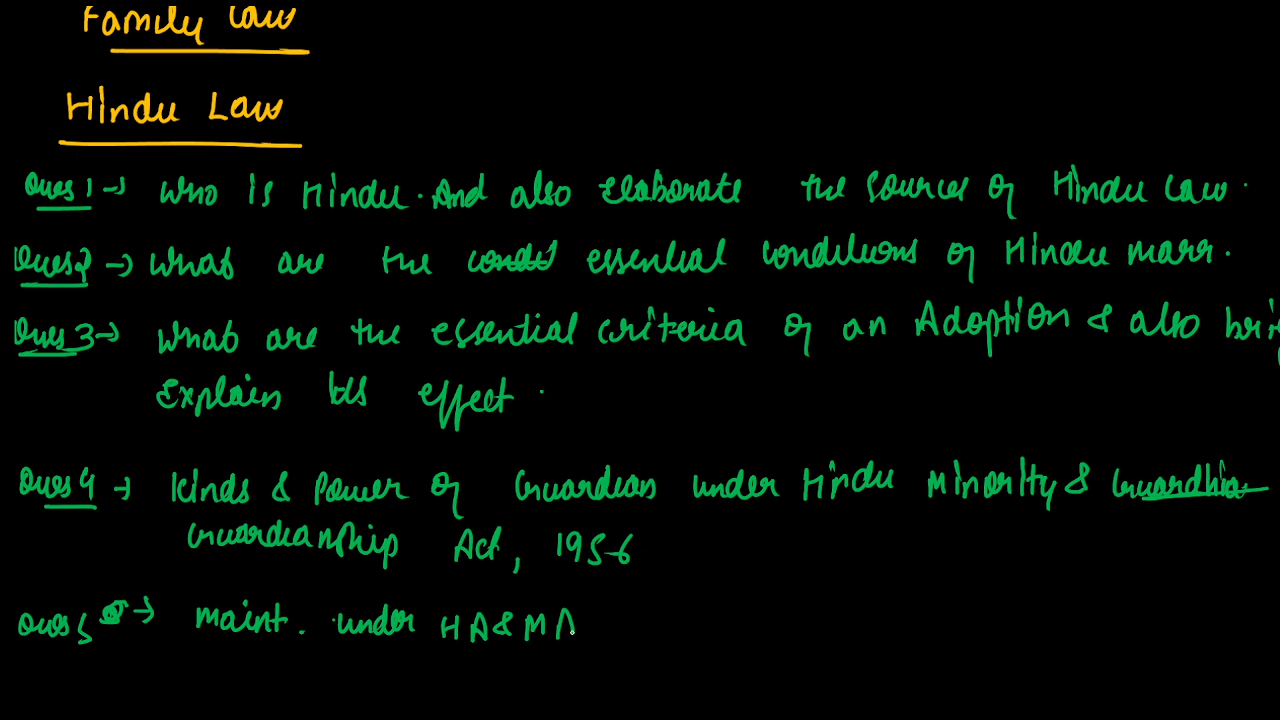 Family Law
Hindu Law
Ques 1 → Who is Hindu. And also elaborate the sources of Hindu Law.
Ques 2 → What are the essential conditions of Hindu marr.
Ques 3 → What are the essential criteria of an Adoption & also bri
Explain its effect.
Ques 4 → Kinds & Power of Guardian under Hindu Minority & Guardhia
Guardianship Act, 1956
Ques 5 → Maint. under HA & MA